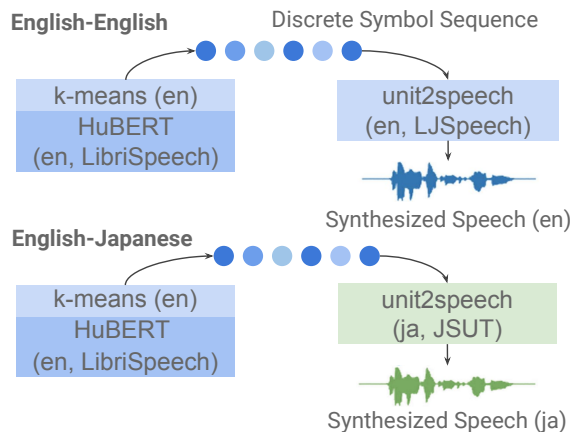 English-English
Discrete Symbol Sequence
k-means (en)
HuBERT
(en, LibriSpeech)
unit2speech
(en, LJSpeech)
Synthesized Speech (en)
English-Japanese
k-means (en)
HuBERT
(en, LibriSpeech)
unit2speech
(ja, JSUT)
Synthesized Speech (ja)